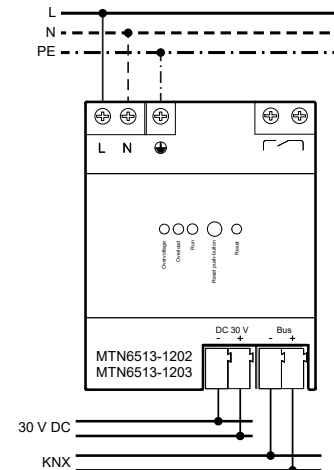 L
N
PE
L N
Overvoltage
Overload
Run
Reset push-button
Reset
DC 30 V Bus
- + - +
MTN6513-1202
MTN6513-1203
30 V DC
KNX